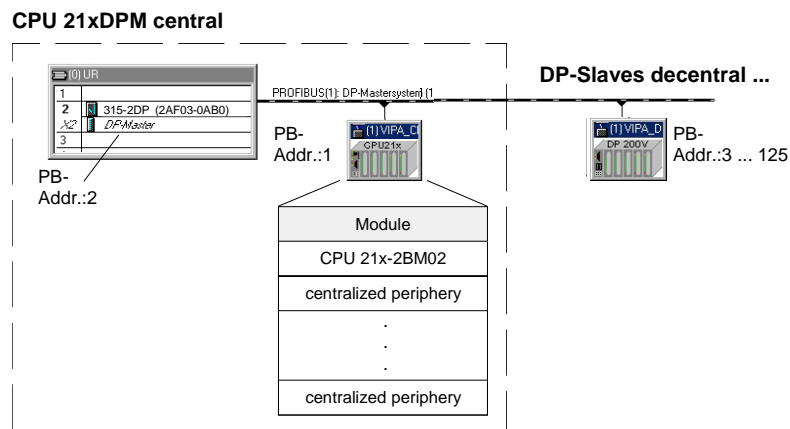 CPU 21xDPM central
DP-Slaves decentral ...
(0) UR
1
2 315-2DP (2AF03-0AB0)
X2 DP-Master
3
PROFIBUS(1): DP-Mastersystem (1
PB-
Addr.:2
PB-
Addr.:1
(1) VIPA_CI
CPU21x
(1) VIPA_D
DP 200V
PB-
Addr.:3 ... 125
Module
CPU 21x-2BM02
centralized periphery
.
.
.
centralized periphery